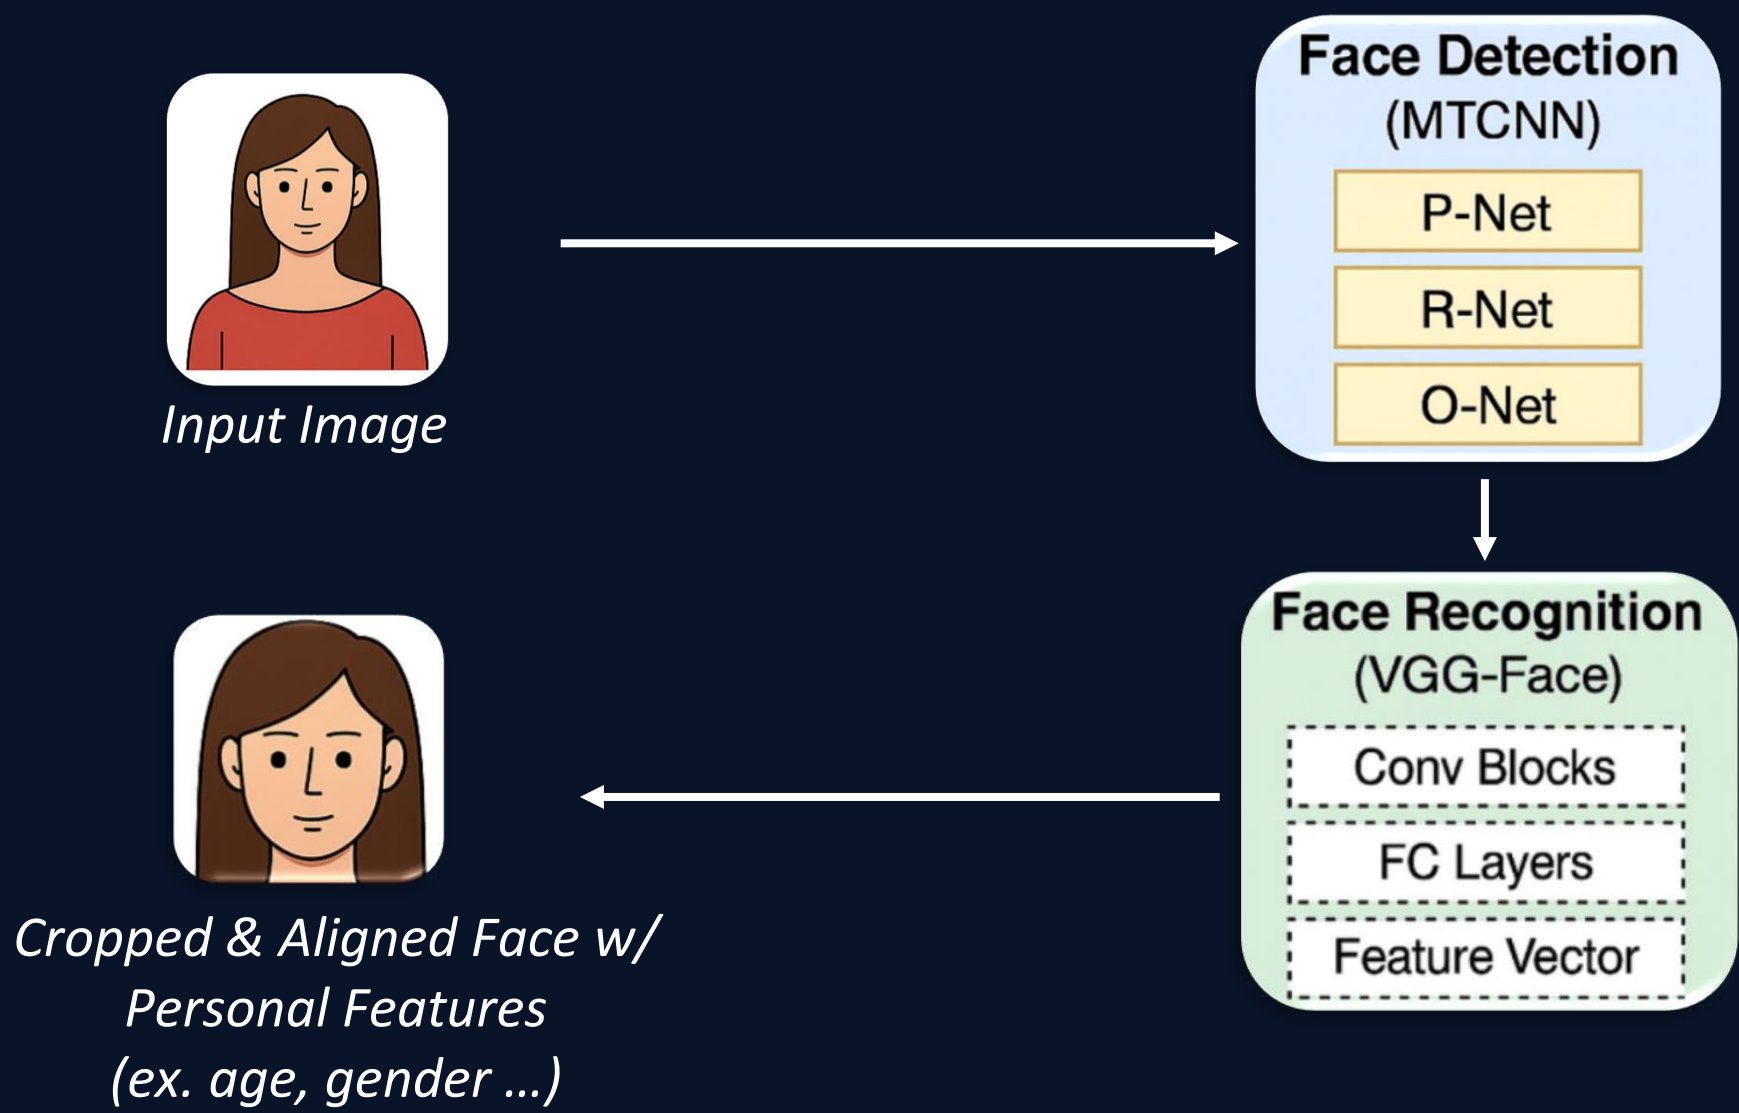 Input Image
Face Detection
(MTCNN)
P-Net
R-Net
O-Net
Face Recognition
(VGG-Face)
Conv Blocks
FC Layers
Feature Vector
Cropped & Aligned Face w/
Personal Features
(ex. age, gender ...)